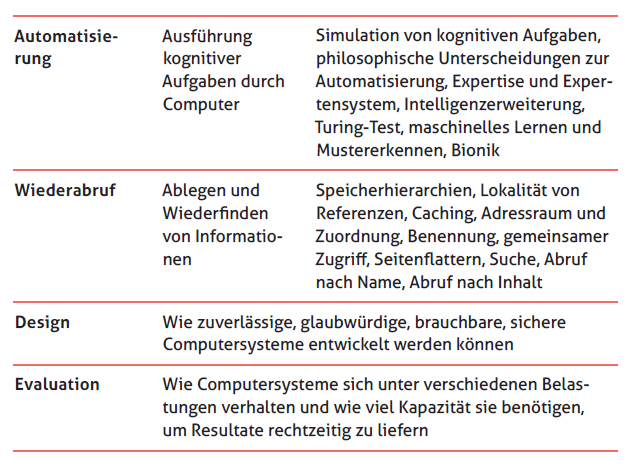 Automatisie-
rung
Ausführung
kognitiver
Aufgaben durch
Computer
Simulation von kognitiven Aufgaben,
philosophische Unterscheidungen zur
Automatisierung, Expertise und Exper-
tensystem, Intelligenzerweiterung,
Turing-Test, maschinelles Lernen und
Mustererkennen, Bionik
Wiederabruf
Ablegen und
Wiederfinden
von Informatio-
nen
Speicherhierarchien, Lokalität von
Referenzen, Caching, Adressraum und
Zuordnung, Benennung, gemeinsamer
Zugriff, Seitenflattern, Suche, Abruf
nach Name, Abruf nach Inhalt
Design
Wie zuverlässige, glaubwürdige, brauchbare, sichere
Computersysteme entwickelt werden können
Evaluation
Wie Computersysteme sich unter verschiedenen Belas-
tungen verhalten und wie viel Kapazität sie benötigen,
um Resultate rechtzeitig zu liefern